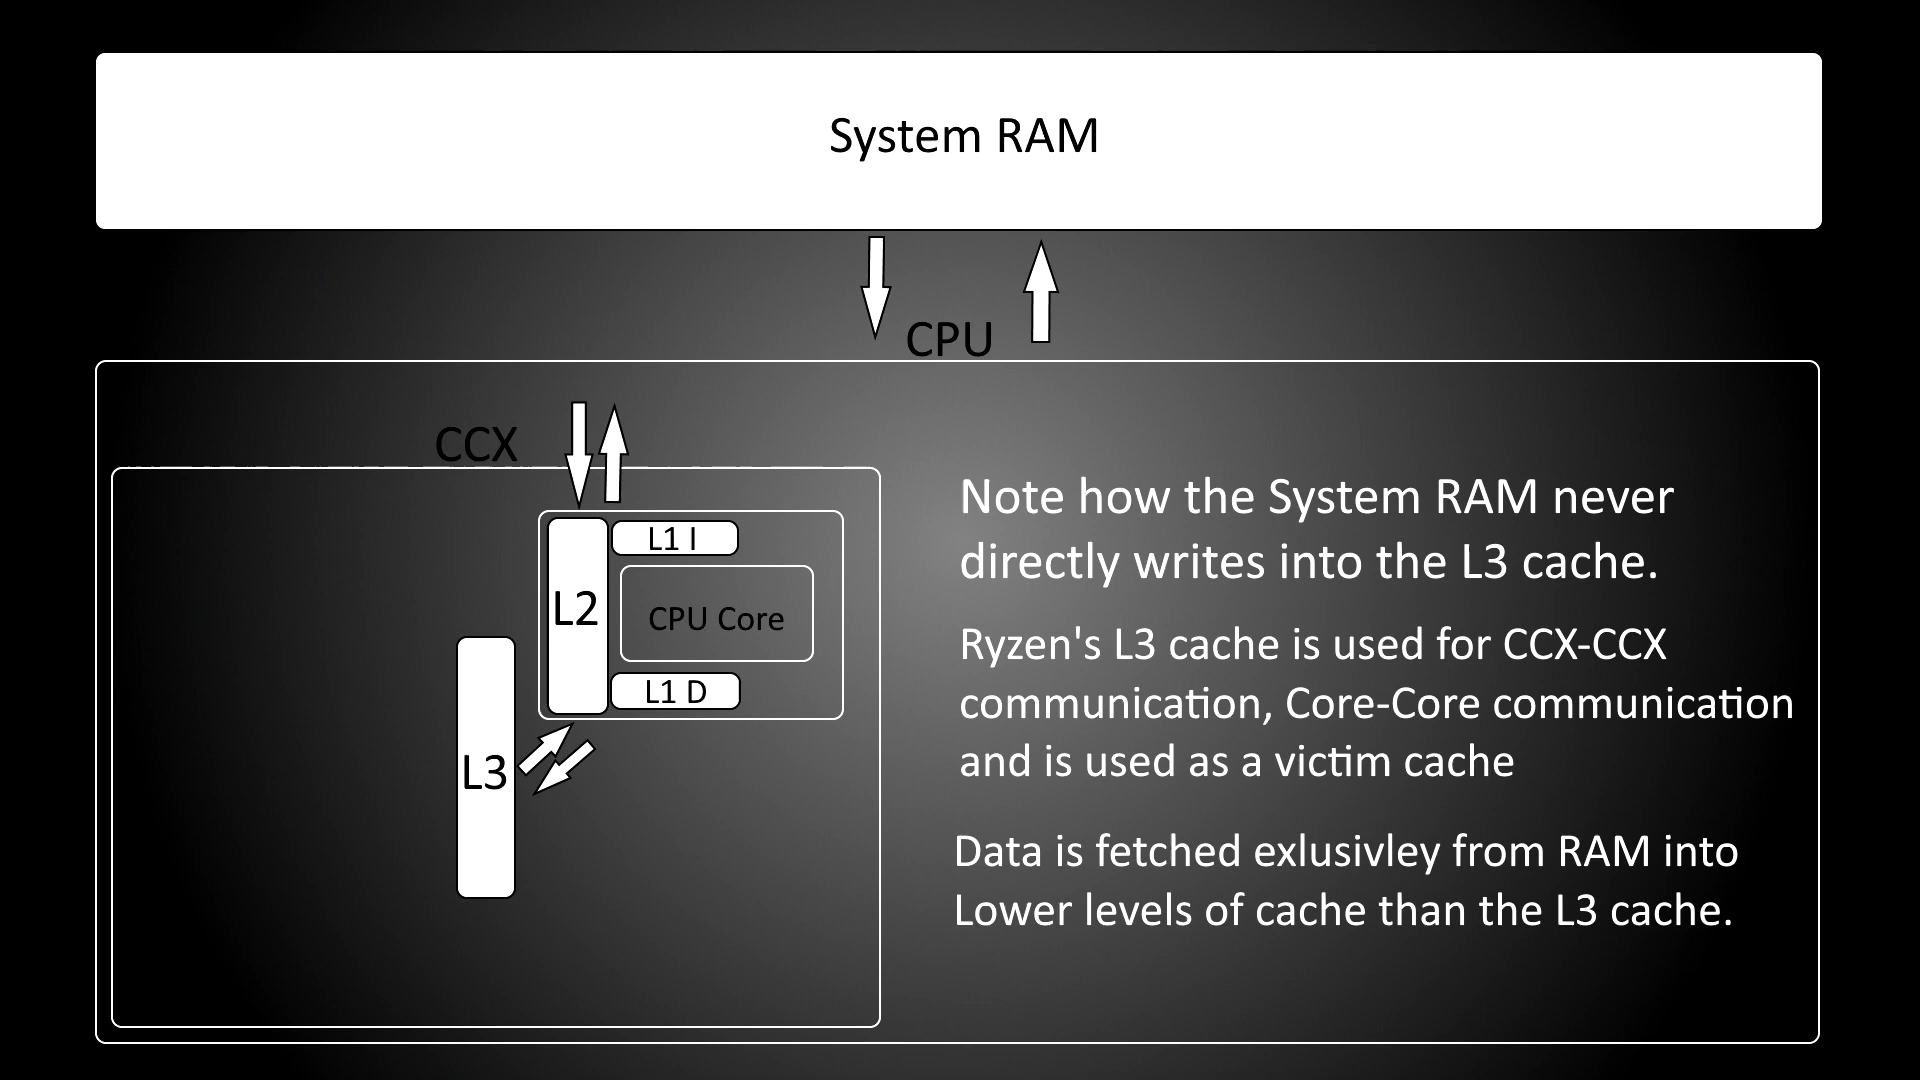 System RAM
CPU
CCX
L1 I
L2
CPU Core
L1 D
L3
Note how the System RAM never
directly writes into the L3 cache.
Ryzen's L3 cache is used for CCX-CCX
communication, Core-Core communication
and is used as a victim cache
Data is fetched exlusivley from RAM into
Lower levels of cache than the L3 cache.